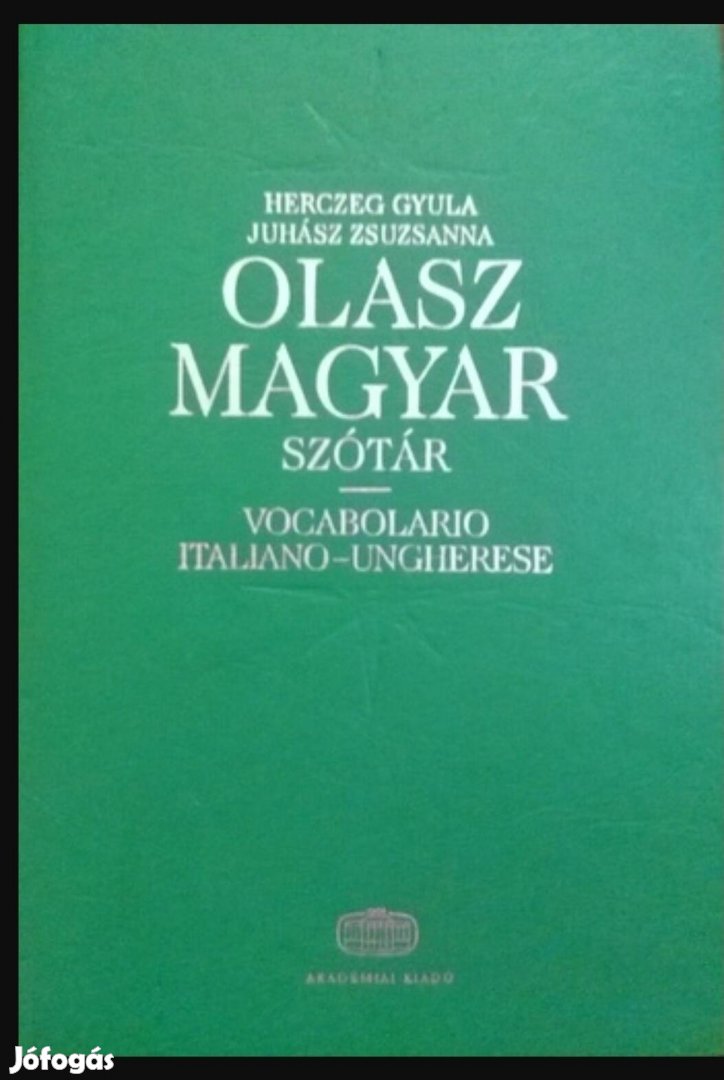 HERCZEG GYULA
JUHÁSZ ZSUZSANNA
OLASZ
MAGYAR
SZÓTÁR
VOCABOLARIO
ITALIANO–UNGHERESE
AKADÉMIAI KIADÓ
Jófogás